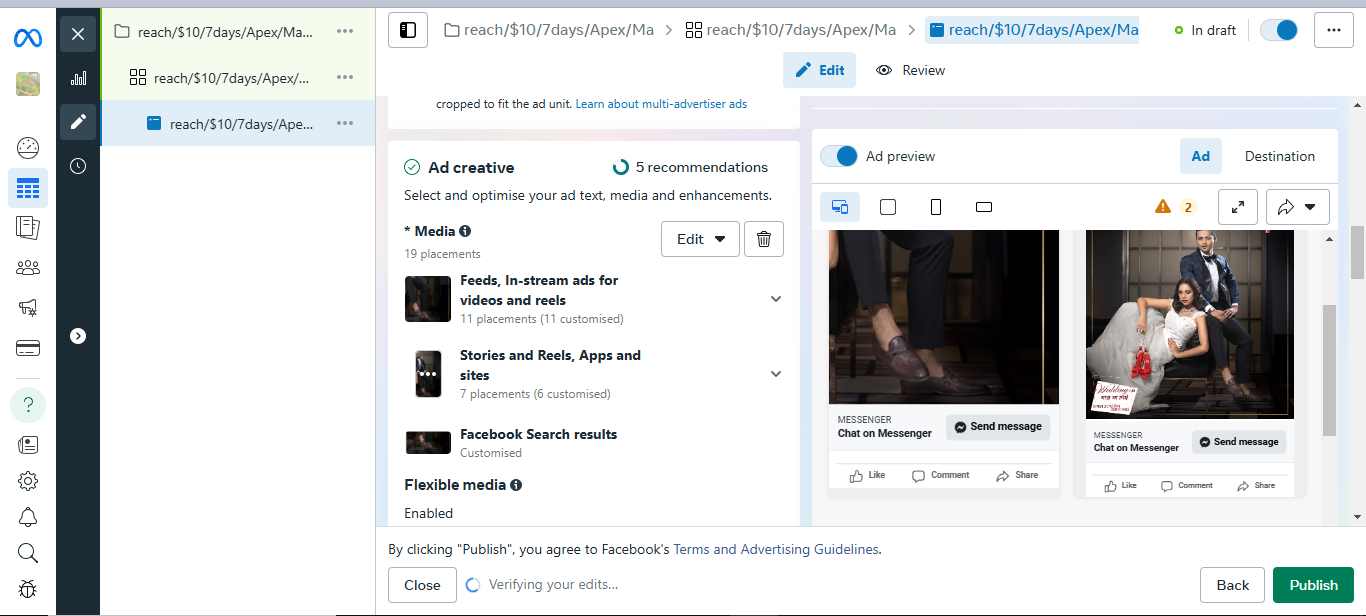 reach/$10/7days/Apex/Ma...
reach/$10/7days/Apex/...
reach/$10/7days/Ape...
reach/$10/7days/Apex/Ma
reach/$10/7days/Apex/Ma
reach/$10/7days/Apex/Ma
In draft
Edit
Review
cropped to fit the ad unit. Learn about multi-advertiser ads
Ad creative
5 recommendations
Select and optimise your ad text, media and enhancements.
* Media
19 placements
Edit
Feeds, In-stream ads for
videos and reels
11 placements (11 customised)
Stories and Reels, Apps and
sites
7 placements (6 customised)
Facebook Search results
Customised
Flexible media
Enabled
Ad preview
Ad
Destination
2
MESSENGER
Chat on Messenger
Send message
Like
Comment
Share
Wedding
MESSENGER
Chat on Messenger
Send message
Like
Comment
Share
By clicking "Publish", you agree to Facebook's Terms and Advertising Guidelines.
Close
Verifying your edits...
Back
Publish